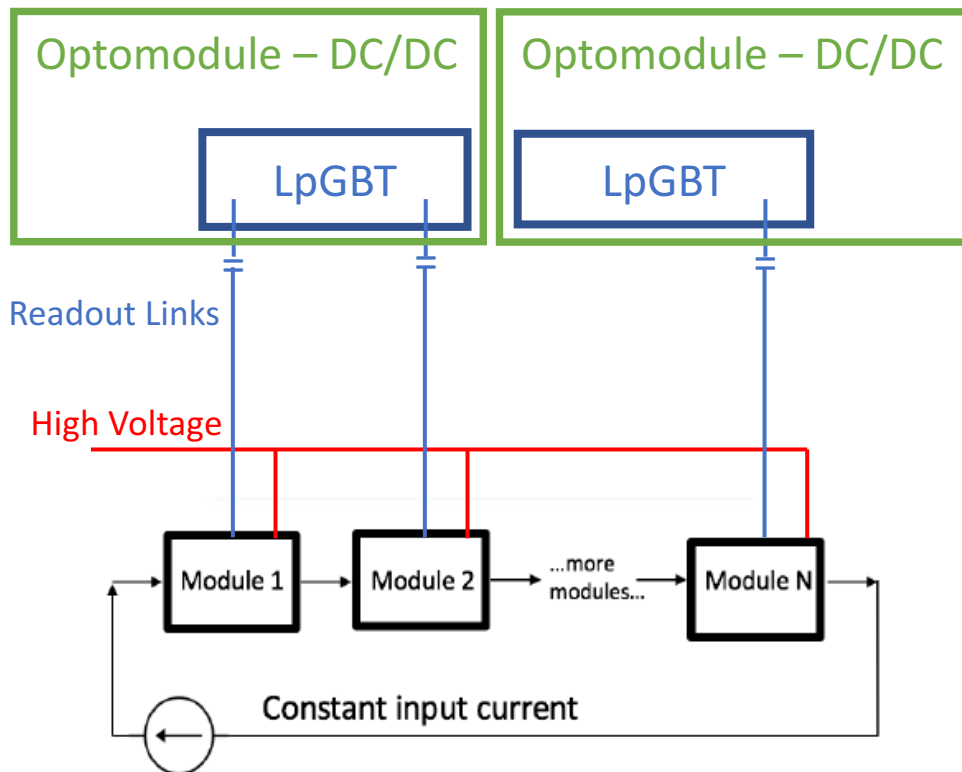 Optomodule – DC/DC
Optomodule – DC/DC
LpGBT
LpGBT
Readout Links
High Voltage
Module 1
Module 2
...more
modules...
Module N
Constant input current